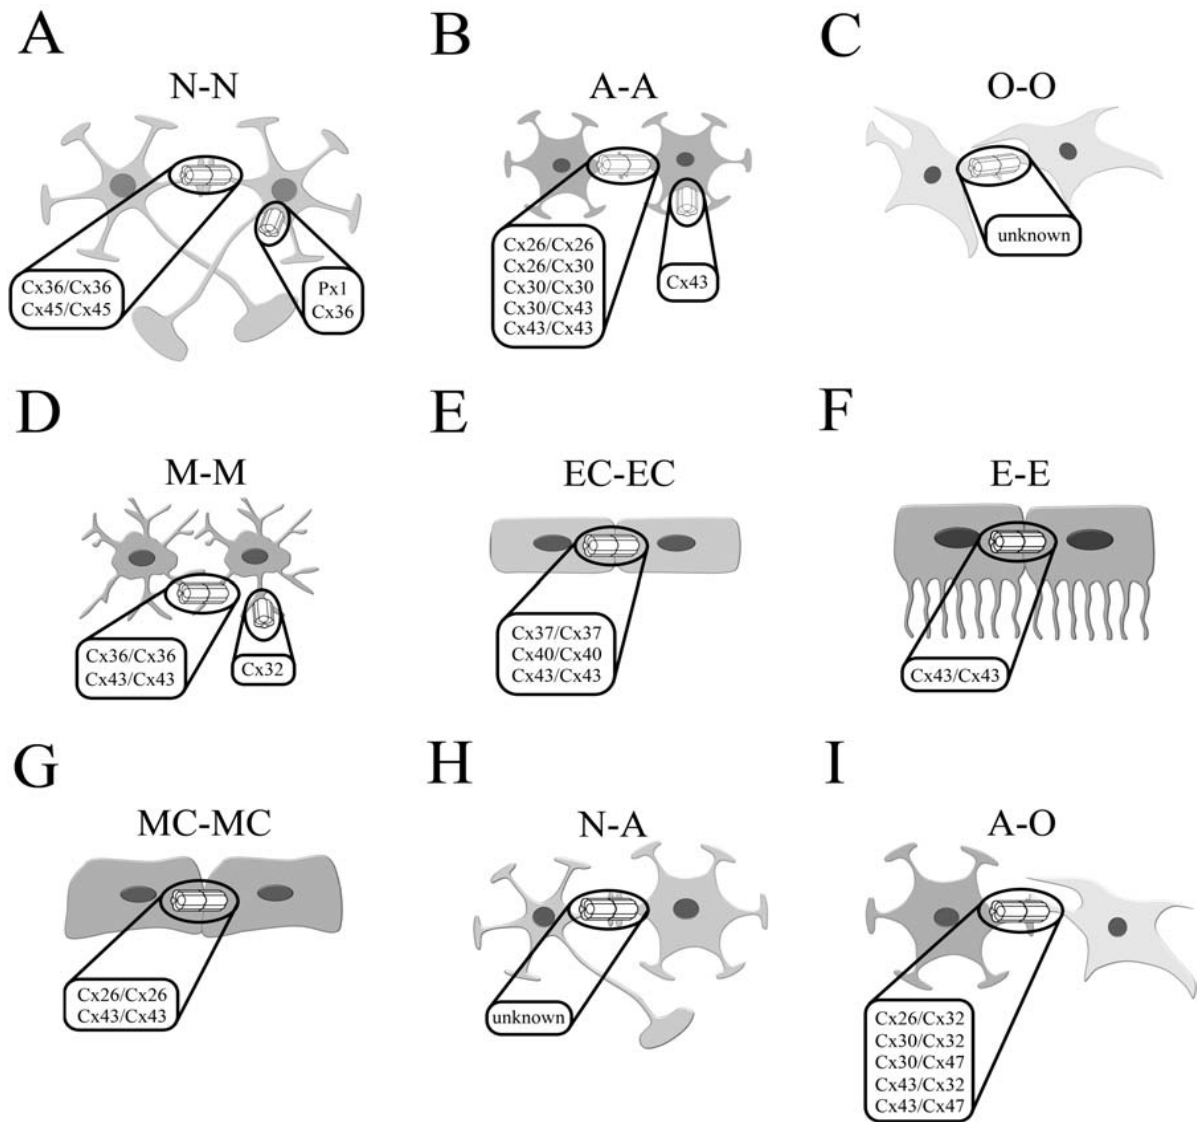 A
N-N
Cx36/Cx36
Cx45/Cx45
Px1
Cx36
B
A-A
Cx26/Cx26
Cx26/Cx30
Cx30/Cx30
Cx30/Cx43
Cx43/Cx43
Cx43
C
O-O
unknown
D
M-M
Cx36/Cx36
Cx43/Cx43
Cx32
E
EC-EC
Cx37/Cx37
Cx40/Cx40
Cx43/Cx43
F
E-E
Cx43/Cx43
G
MC-MC
Cx26/Cx26
Cx43/Cx43
H
N-A
unknown
I
A-O
Cx26/Cx32
Cx30/Cx32
Cx30/Cx47
Cx43/Cx32
Cx43/Cx47